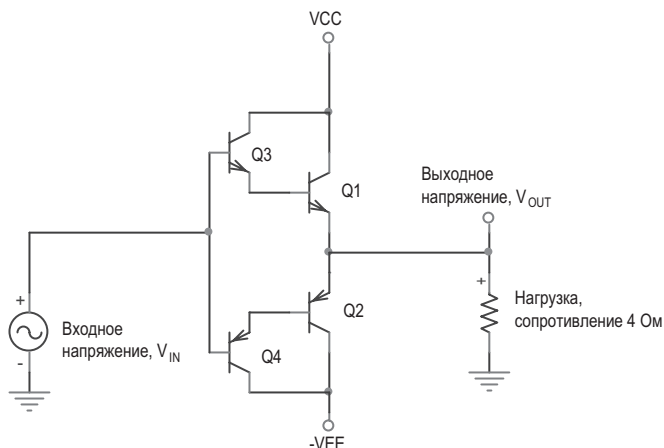 VCC
Q3
Q1
Выходное
напряжение, VOUT
+
+
Входное
напряжение, VIN
-
Q4
Q2
Нагрузка,
сопротивление 4 Ом
-VEE